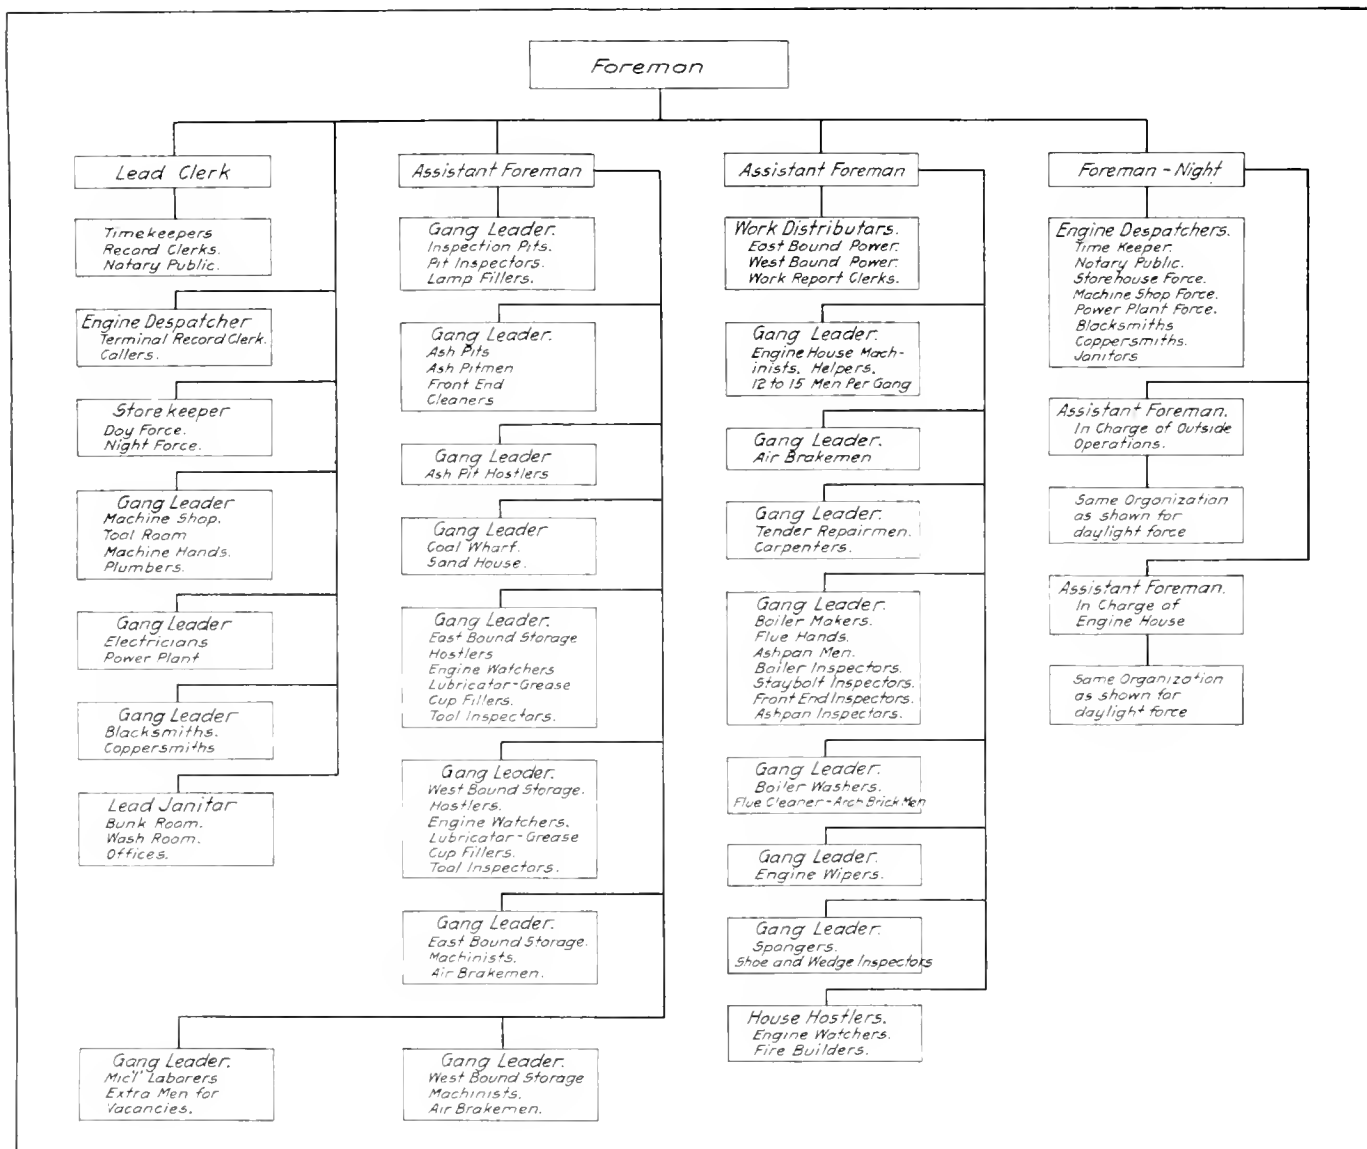 Foreman
Lead Clerk
Timekeepers
Record Clerks.
Notary Public.
Engine Despatcher
Terminal Record Clerk.
Callers.
Storekeeper
Day Force.
Night Force.
Gang Leader
Machine Shop.
Tool Room
Machine Hands.
Plumbers.
Gang Leader
Electricians
Power Plant
Gang Leader
Blacksmiths.
Coppersmiths
Lead Janitor
Bunk Room.
Wash Room.
Offices.
Assistant Foreman
Gang Leader.
Inspection Pits.
Pit Inspectors.
Lamp Fillers.
Gang Leader.
Ash Pits
Ash Pitmen
Front End
Cleaners
Gang Leader
Ash Pit Hostlers
Gang Leader
Coal Wharf.
Sand House.
Gang Leader.
East Bound Storage
Hostlers
Engine Watchers
Lubricator-Grease
Cup Fillers.
Tool Inspectors.
Gang Leader.
West Bound Storage.
Hostlers.
Engine Watchers.
Lubricator-Grease
Cup Fillers.
Tool Inspectors.
Gang Leader.
East Bound Storage.
Machinists.
Air Brakemen.
Gang Leader.
Mic'l' Laborers
Extra Men for
Vacancies.
Gang Leader.
West Bound Storage
Machinists.
Air Brakemen.
Assistant Foreman
Work Distributors.
East Bound Power.
West Bound Power.
Work Report Clerks.
Gang Leader.
Engine House Mach-
inists. Helpers.
12 to 15 Men Per Gang
Gang Leader.
Air Brakemen
Gang Leader.
Tender Repairmen.
Carpenters.
Gang Leader.
Boiler Makers.
Flue Hands.
Ashpan Men.
Boiler Inspectors.
Staybolt Inspectors.
Front End Inspectors.
Ashpan Inspectors.
Gang Leader.
Boiler Washers.
Flue Cleaner-Arch Brick Men
Gang Leader.
Engine Wipers.
Gang Leader.
Spongers.
Shoe and Wedge Inspectors
House Hostlers.
Engine Watchers.
Fire Builders.
Foreman-Night
Engine Despatchers.
Time Keeper.
Notary Public.
Storehouse Force.
Machine Shop Force.
Power Plant Force.
Blacksmiths
Coppersmiths.
Janitors
Assistant Foreman.
In Charge of Outside
Operations.
Same Organization
as shown for
daylight force
Assistant Foreman.
In Charge of
Engine House
Same Organization
as shown for
daylight force